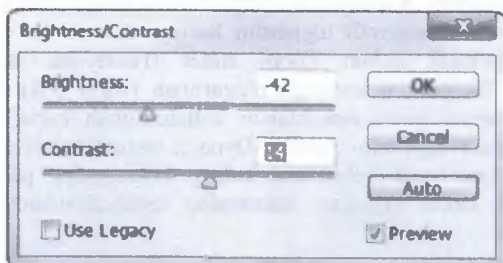 Brightness/Contrast
Brightness: -42
OK
Cancel
Contrast:
Auto
Use Legacy
Preview